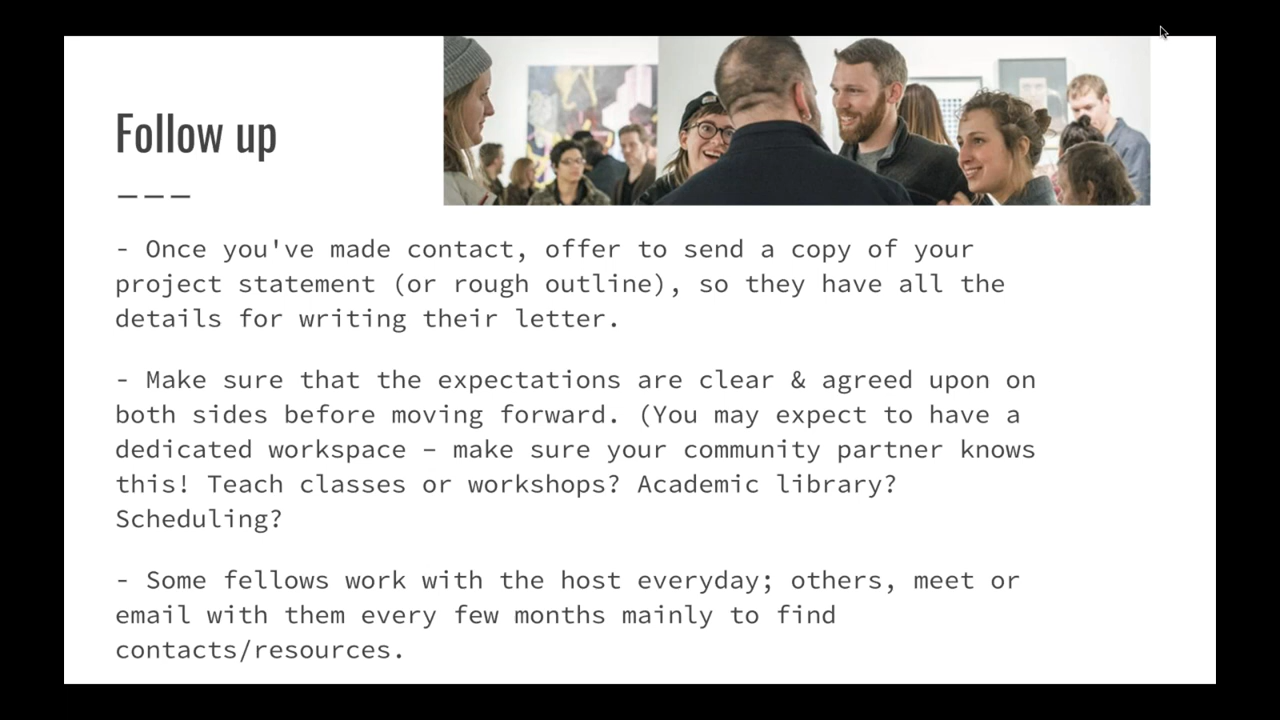 Follow up
___
- Once you've made contact, offer to send a copy of your
project statement (or rough outline), so they have all the
details for writing their letter.
- Make sure that the expectations are clear & agreed upon on
both sides before moving forward. (You may expect to have a
dedicated workspace – make sure your community partner knows
this! Teach classes or workshops? Academic library?
Scheduling?
- Some fellows work with the host everyday; others, meet or
email with them every few months mainly to find
contacts/resources.